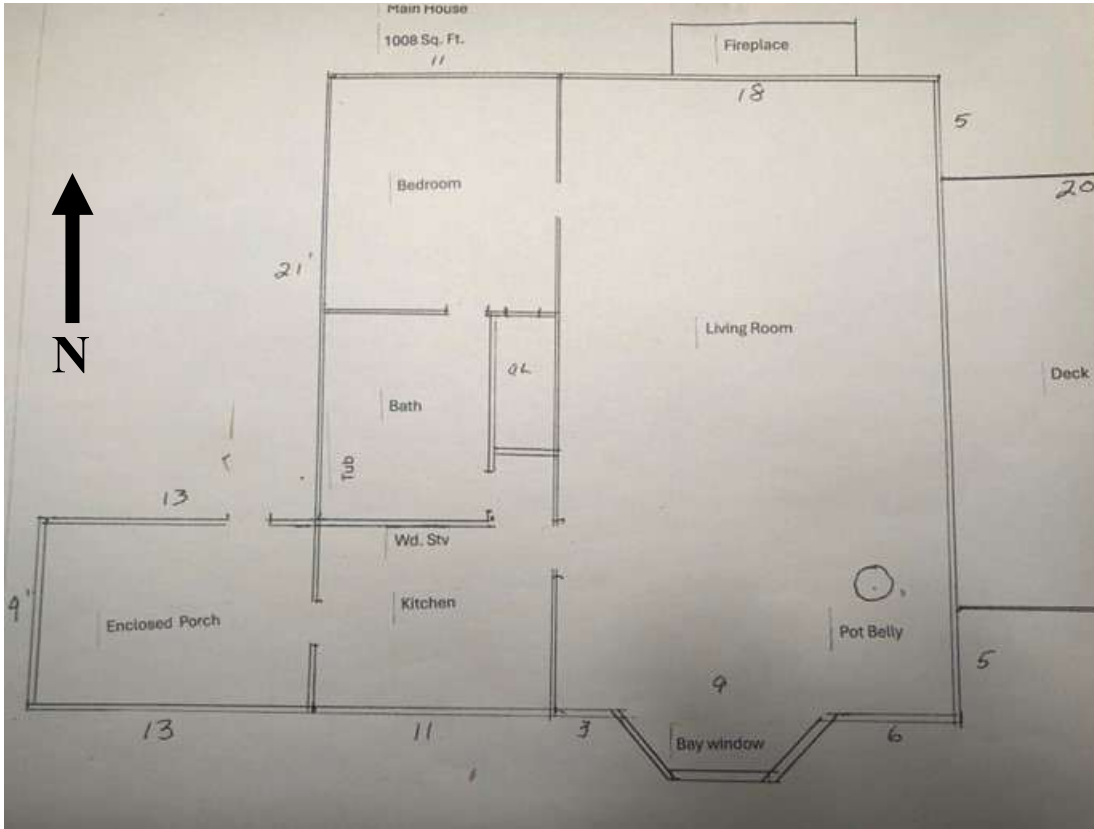 Main House
1008 Sq. Ft.
11
Fireplace
18
5
20
Bedroom
N
21'
Living Room
Deck
Bath
Tub
13
Wd. Stv
9'
Enclosed Porch
Kitchen
Pot Belly
5
9
13
11
3
Bay window
6